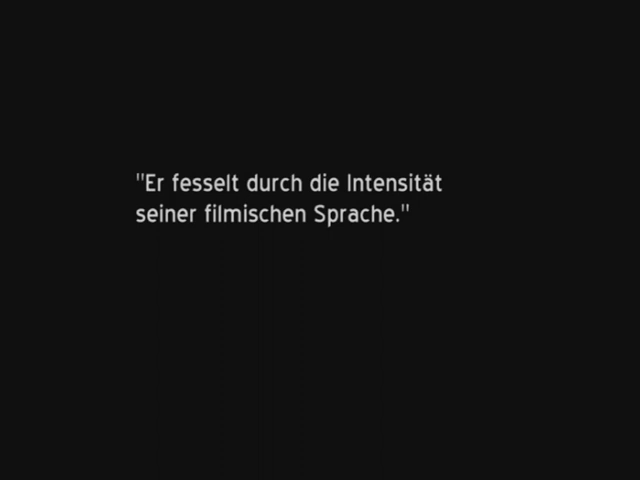 "Er fesselt durch die Intensität
seiner filmischen Sprache."